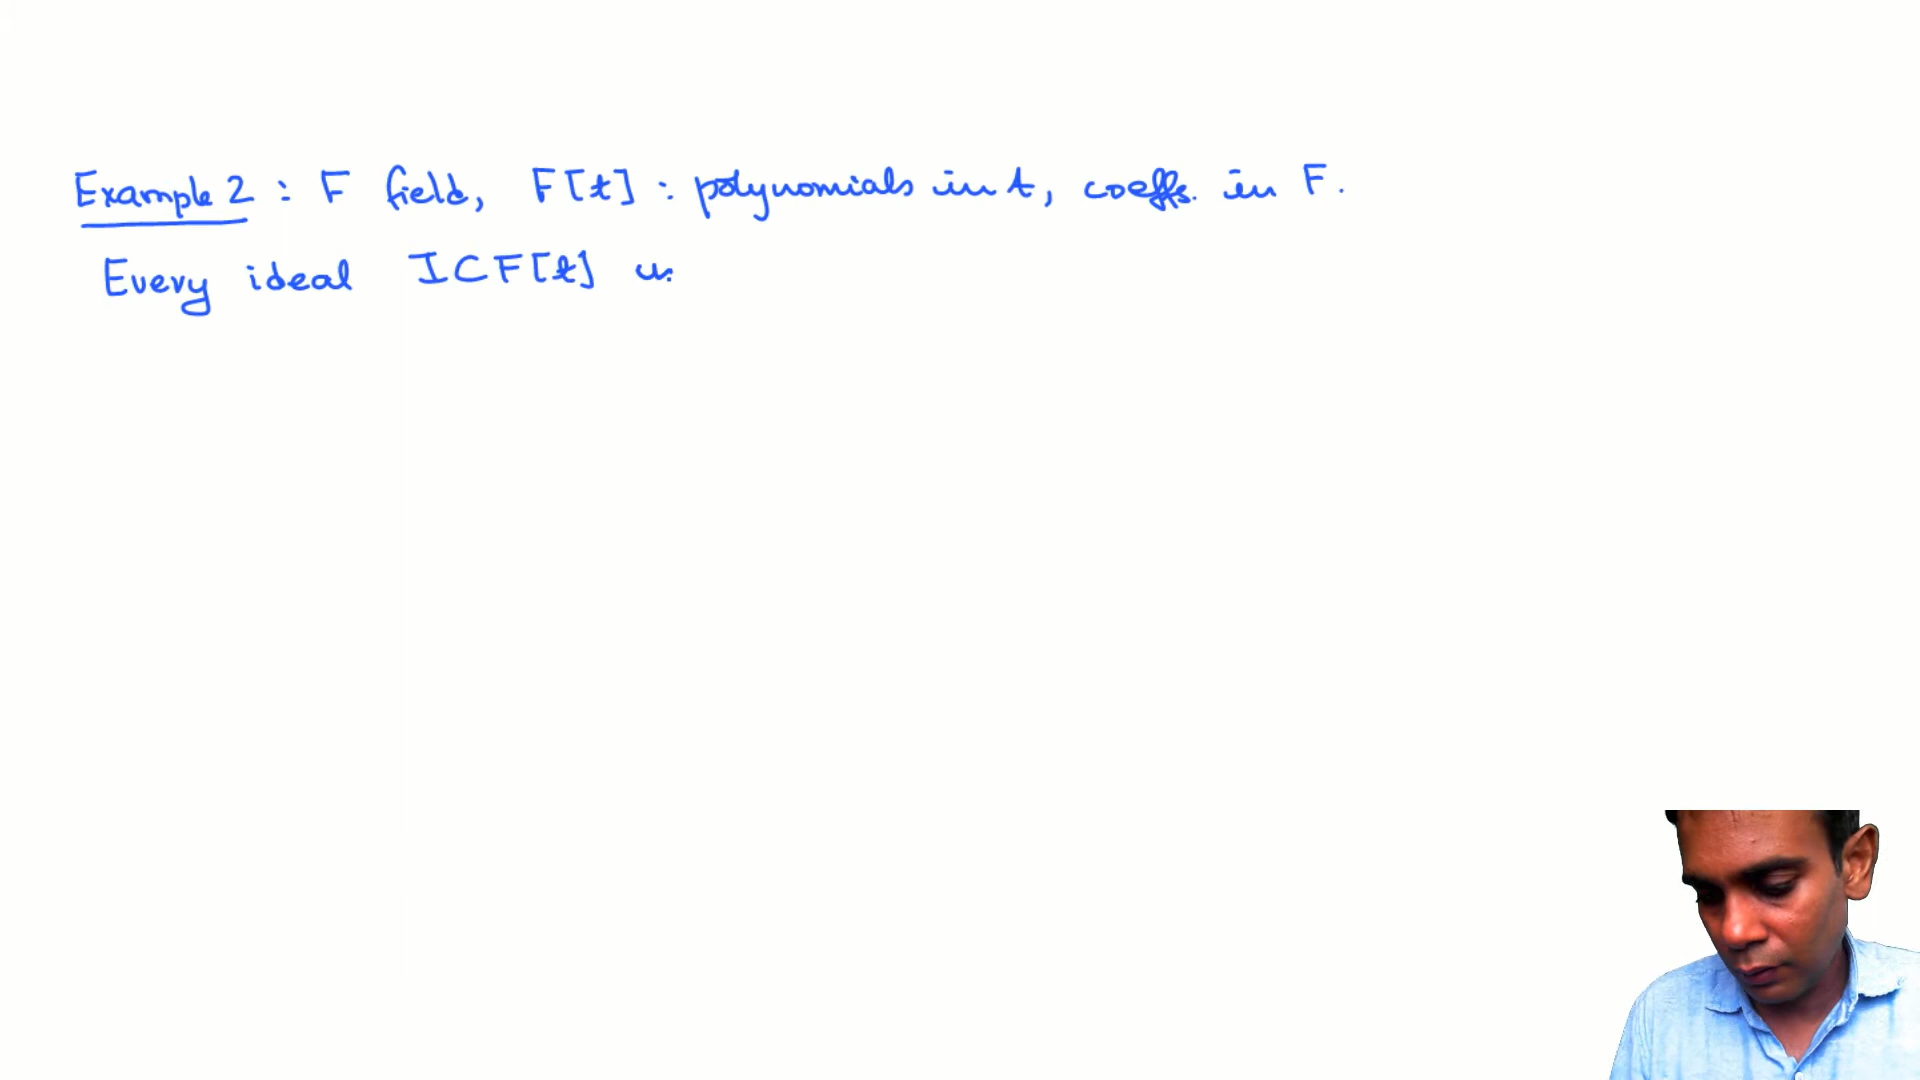 Example 2 : F field, F[t] : polynomials in t, coeffs. in F.
Every ideal I ⊂ F[t] is